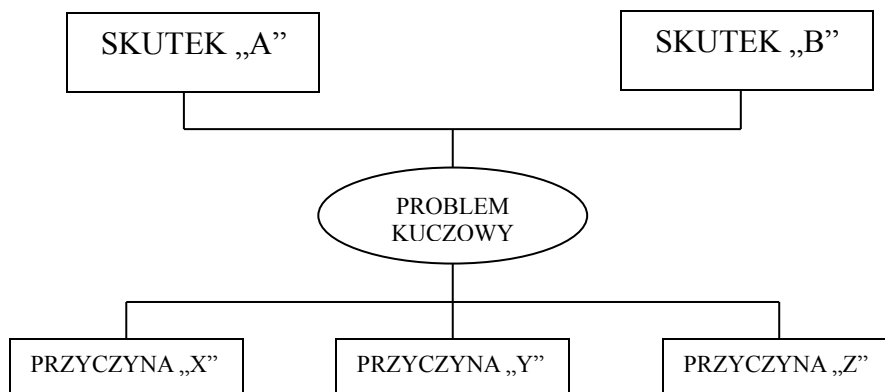 SKUTEK „A”
SKUTEK „B”
PROBLEM
KUCZOWY
PRZYCZYNA „X”
PRZYCZYNA „Y”
PRZYCZYNA „Z”